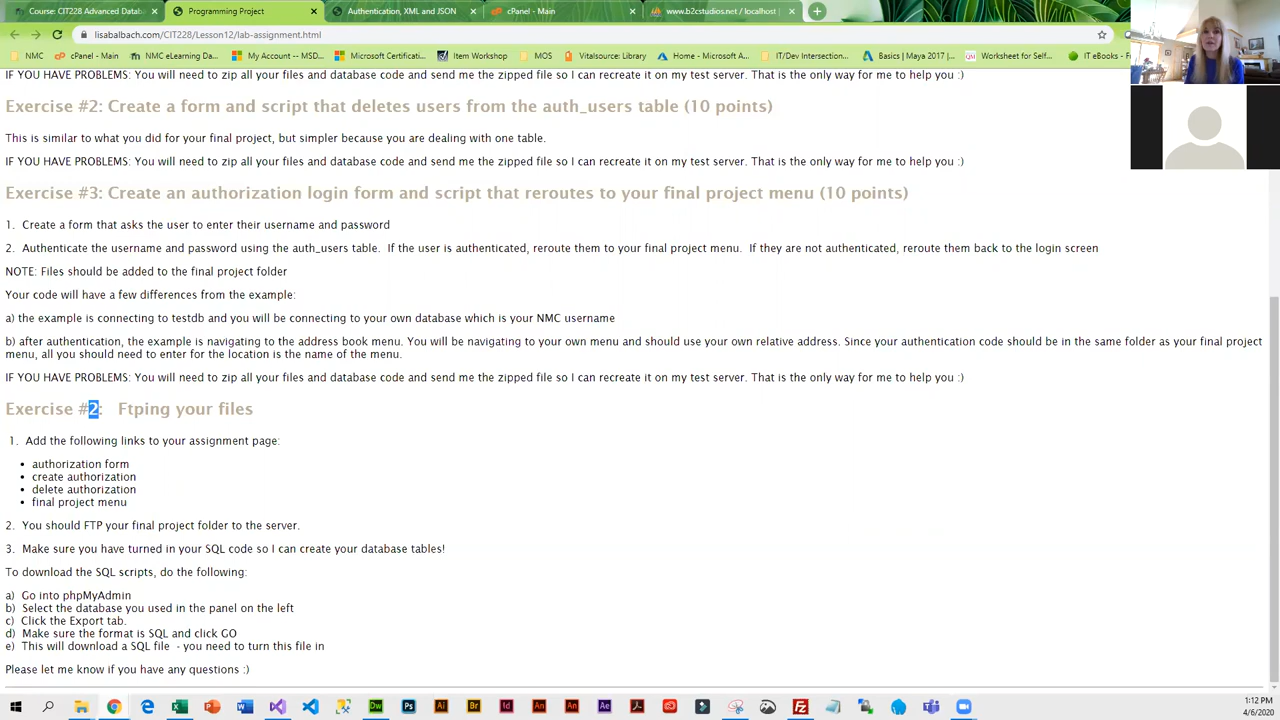 Course: CIT228 Advanced Datab
Programming Project
Authentication, XML and JSON
cPanel - Main
www.b2cstudios.net / localhost |
lisabalbach.com/CIT228/Lesson12/lab-assignment.html
NMC
cPanel - Main
NMC eLearning Da...
My Account -- MSD...
Microsoft Certificati...
Item Workshop
MOS
Vitalsource: Library
Home - Microsoft A...
IT/Dev Intersection...
Basics | Maya 2017 |...
Worksheet for Self...
IT eBooks - F
IF YOU HAVE PROBLEMS: You will need to zip all your files and database code and send me the zipped file so I can recreate it on my test server. That is the only way for me to help you :)
Exercise #2: Create a form and script that deletes users from the auth_users table (10 points)
This is similar to what you did for your final project, but simpler because you are dealing with one table.
IF YOU HAVE PROBLEMS: You will need to zip all your files and database code and send me the zipped file so I can recreate it on my test server. That is the only way for me to help you :)
Exercise #3: Create an authorization login form and script that reroutes to your final project menu (10 points)
1. Create a form that asks the user to enter their username and password
2. Authenticate the username and password using the auth_users table. If the user is authenticated, reroute them to your final project menu. If they are not authenticated, reroute them back to the login screen
NOTE: Files should be added to the final project folder
Your code will have a few differences from the example:
a) the example is connecting to testdb and you will be connecting to your own database which is your NMC username
b) after authentication, the example is navigating to the address book menu. You will be navigating to your own menu and should use your own relative address. Since your authentication code should be in the same folder as your final project
menu, all you should need to enter for the location is the name of the menu.
IF YOU HAVE PROBLEMS: You will need to zip all your files and database code and send me the zipped file so I can recreate it on my test server. That is the only way for me to help you :)
Exercise #2: Ftping your files
1. Add the following links to your assignment page:
• authorization form
• create authorization
• delete authorization
• final project menu
2. You should FTP your final project folder to the server.
3. Make sure you have turned in your SQL code so I can create your database tables!
To download the SQL scripts, do the following:
a) Go into phpMyAdmin
b) Select the database you used in the panel on the left
c) Click the Export tab.
d) Make sure the format is SQL and click GO
e) This will download a SQL file - you need to turn this file in
Please let me know if you have any questions :)
1:12 PM
4/6/2020